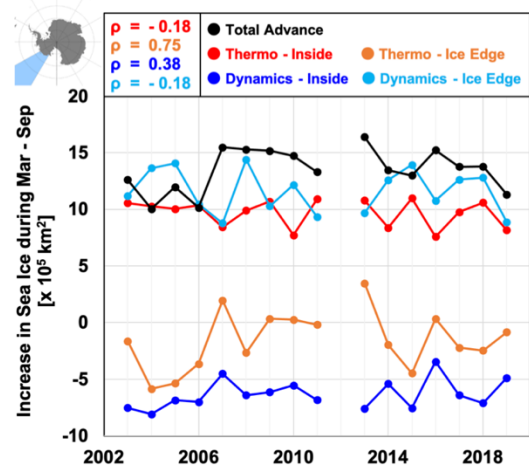 ρ = - 0.18
ρ = 0.75
ρ = 0.38
ρ = - 0.18
Total Advance
Thermo - Inside
Thermo - Ice Edge
Dynamics - Inside
Dynamics - Ice Edge
Increase in Sea Ice during Mar - Sep
[x 10⁵ km²]
20
15
10
5
0
-5
-10
2002
2006
2010
2014
2018